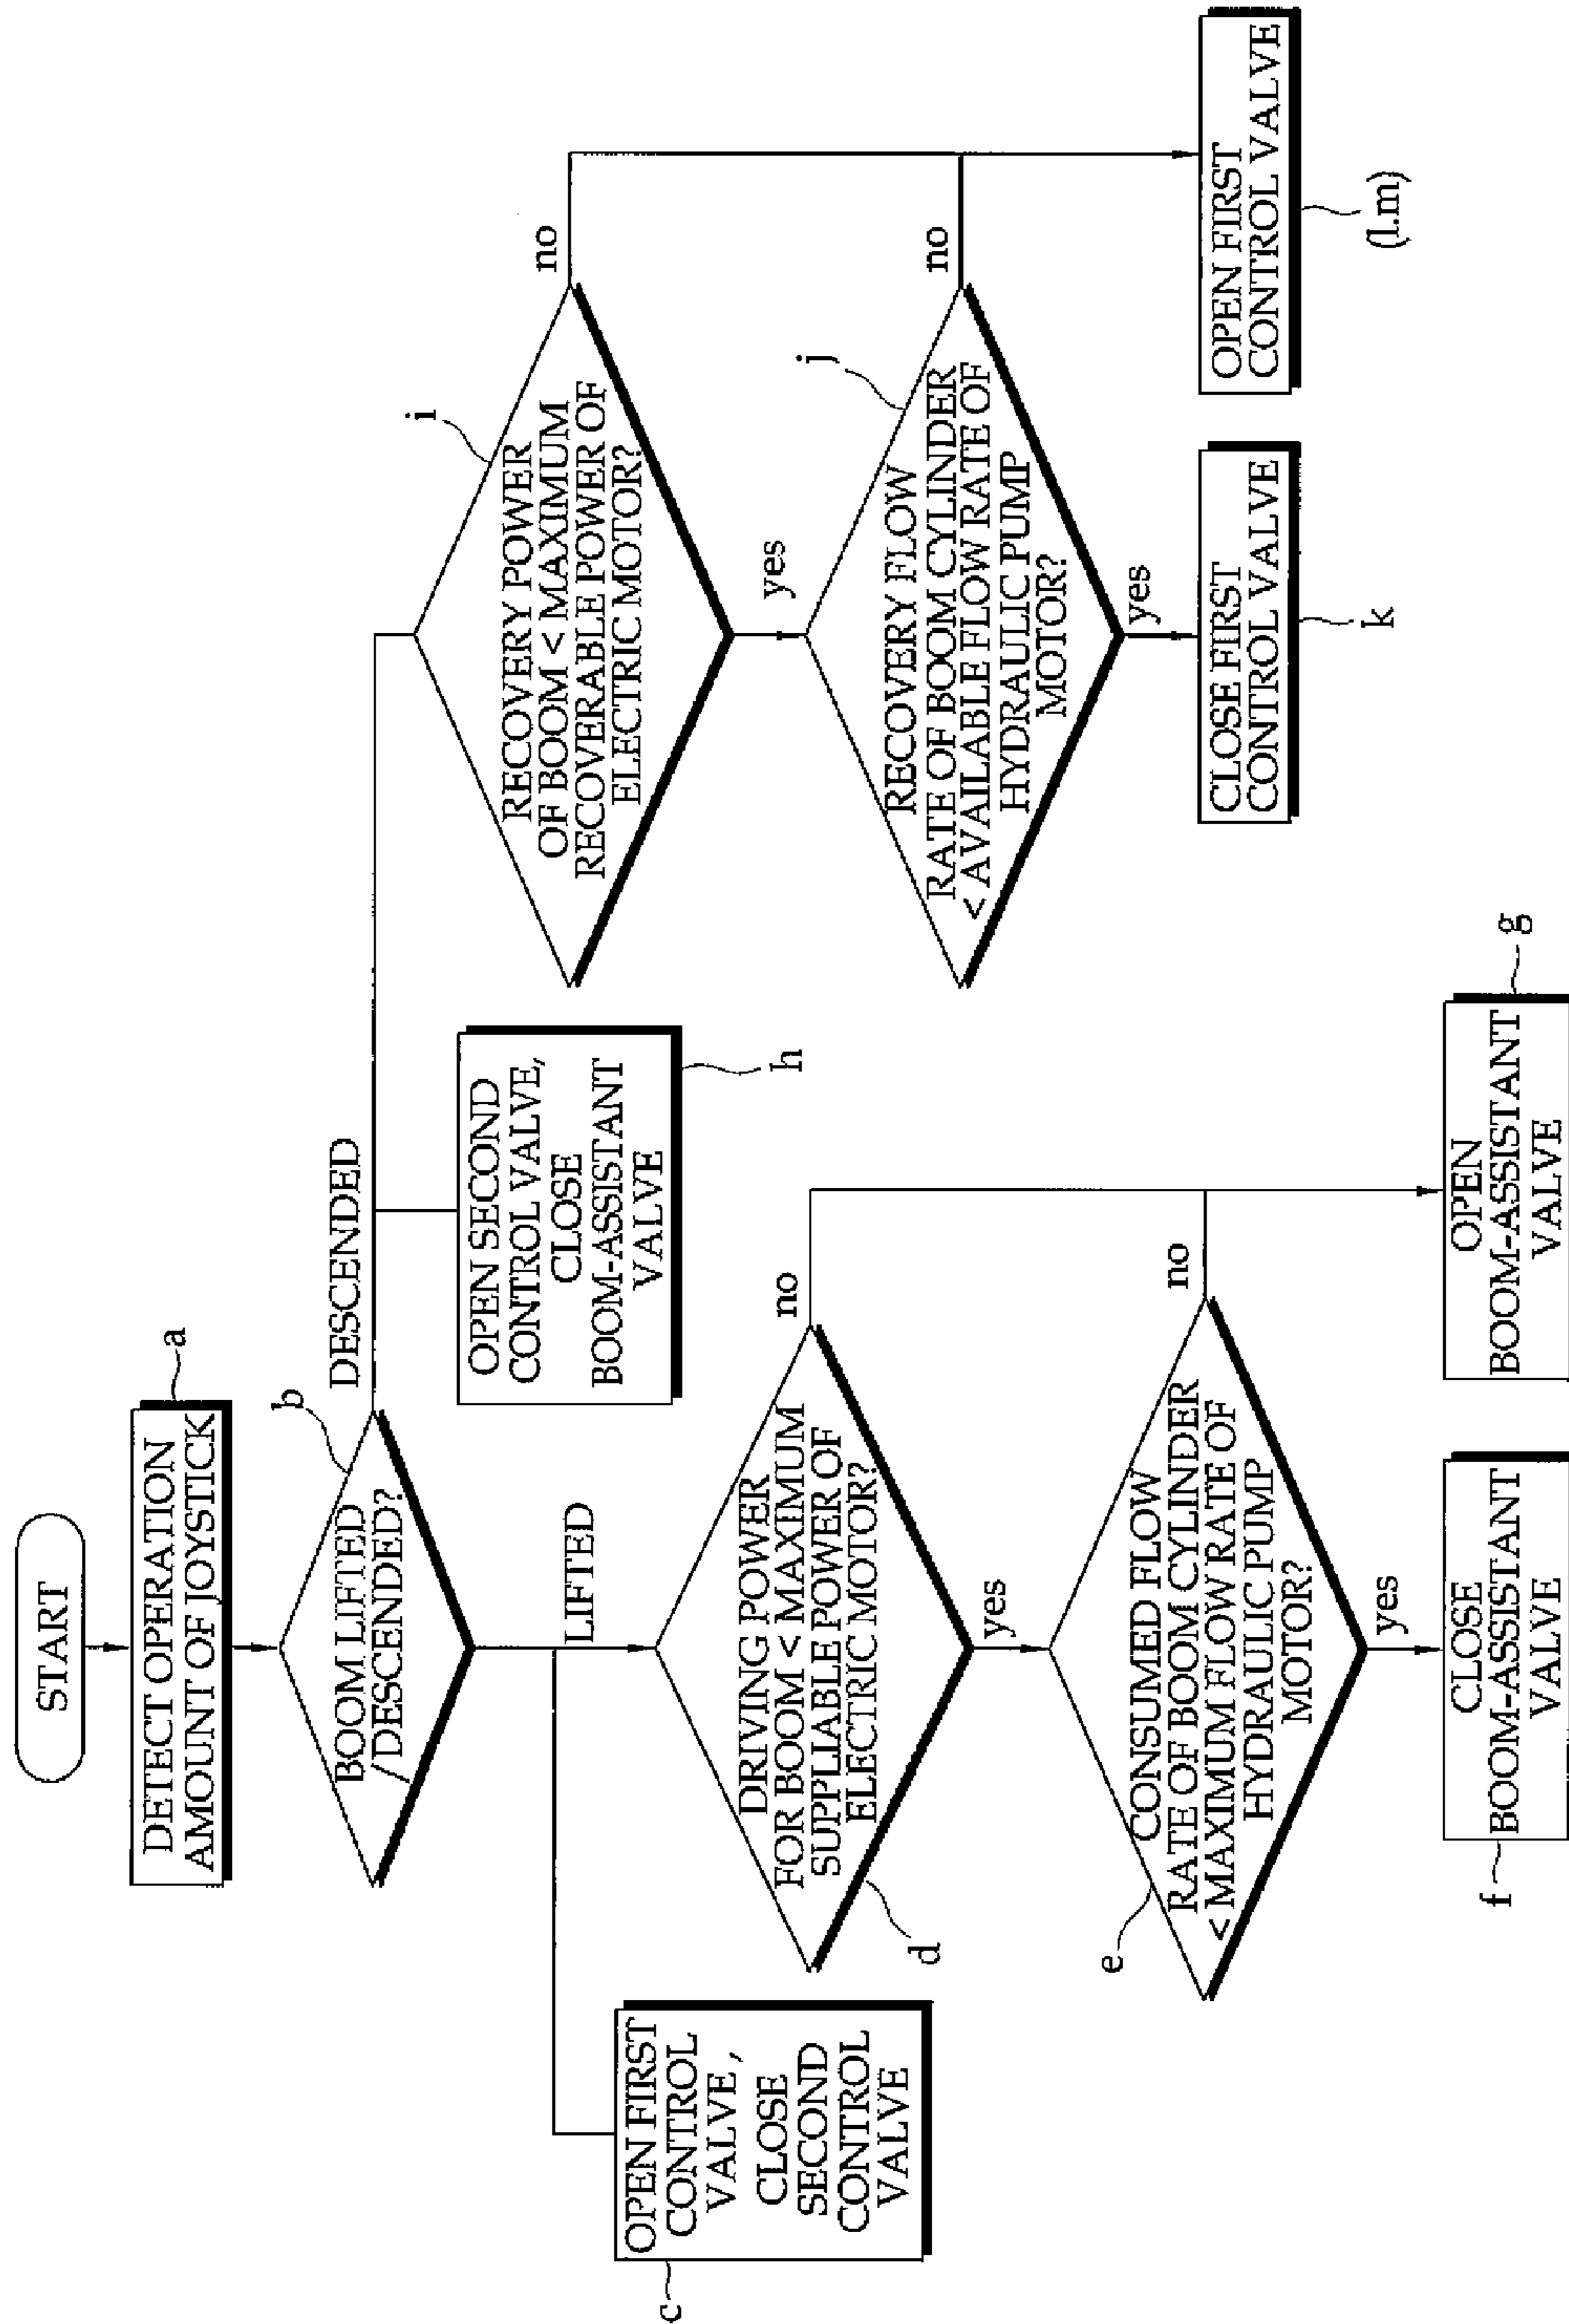 START
DETECT OPERATION
AMOUNT OF JOYSTICK
a
BOOM LIFTED
/DESCENDED?
b
DESCENDED
LIFTED
OPEN FIRST
CONTROL
VALVE,
CLOSE
SECOND
CONTROL
VALVE
c
OPEN SECOND
CONTROL VALVE,
CLOSE
BOOM-ASSISTANT
VALVE
h
DRIVING POWER
FOR BOOM < MAXIMUM
SUPPLIABLE POWER OF
ELECTRIC MOTOR?
d
no
yes
CONSUMED FLOW
RATE OF BOOM CYLINDER
< MAXIMUM FLOW RATE OF
HYDRAULIC PUMP
MOTOR?
e
no
yes
CLOSE
BOOM-ASSISTANT
VALVE
f
OPEN
BOOM-ASSISTANT
VALVE
g
RECOVERY POWER
OF BOOM < MAXIMUM
RECOVERABLE POWER OF
ELECTRIC MOTOR?
i
no
yes
RECOVERY FLOW
RATE OF BOOM CYLINDER
< AVAILABLE FLOW RATE OF
HYDRAULIC PUMP
MOTOR?
j
no
yes
CLOSE FIRST
CONTROL VALVE
k
OPEN FIRST
CONTROL VALVE
(l.m)